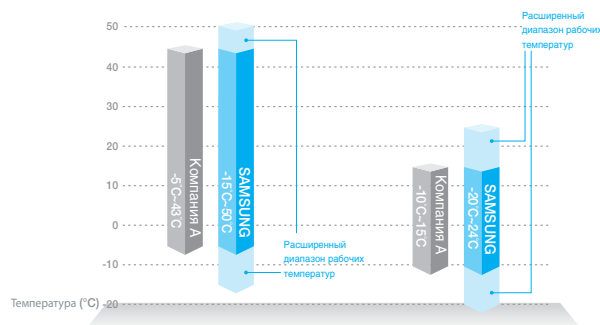 Расширенный
диапазон рабочих
температур
50
40
30
20
10
0
-10
Температура (°C) -20
Компания A
-5˚C~43˚C
SAMSUNG
-15˚C~50˚C
Расширенный
диапазон рабочих
температур
Компания A
-10˚C~15˚C
SAMSUNG
-20˚C~24˚C